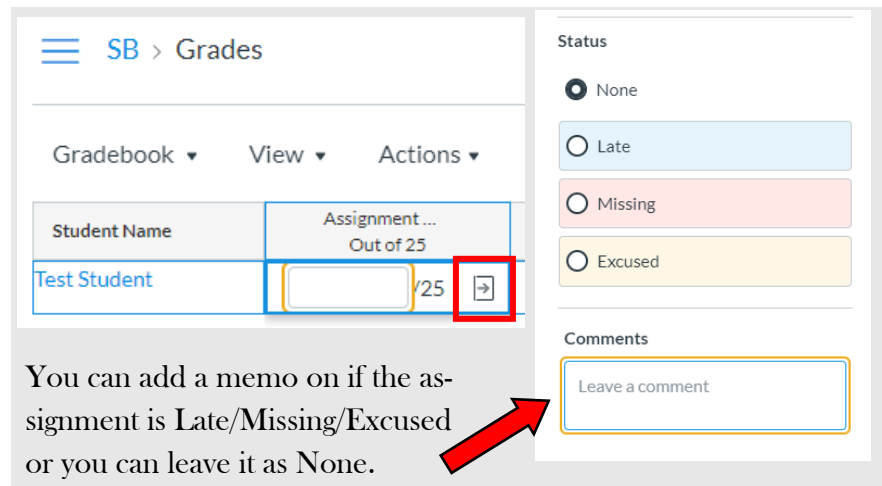 SB > Grades
Gradebook ▾ View ▾ Actions ▾
Student Name
Assignment ...
Out of 25
Test Student
/25
You can add a memo on if the as-
signment is Late/Missing/Excused
or you can leave it as None.
Status
None
Late
Missing
Excused
Comments
Leave a comment